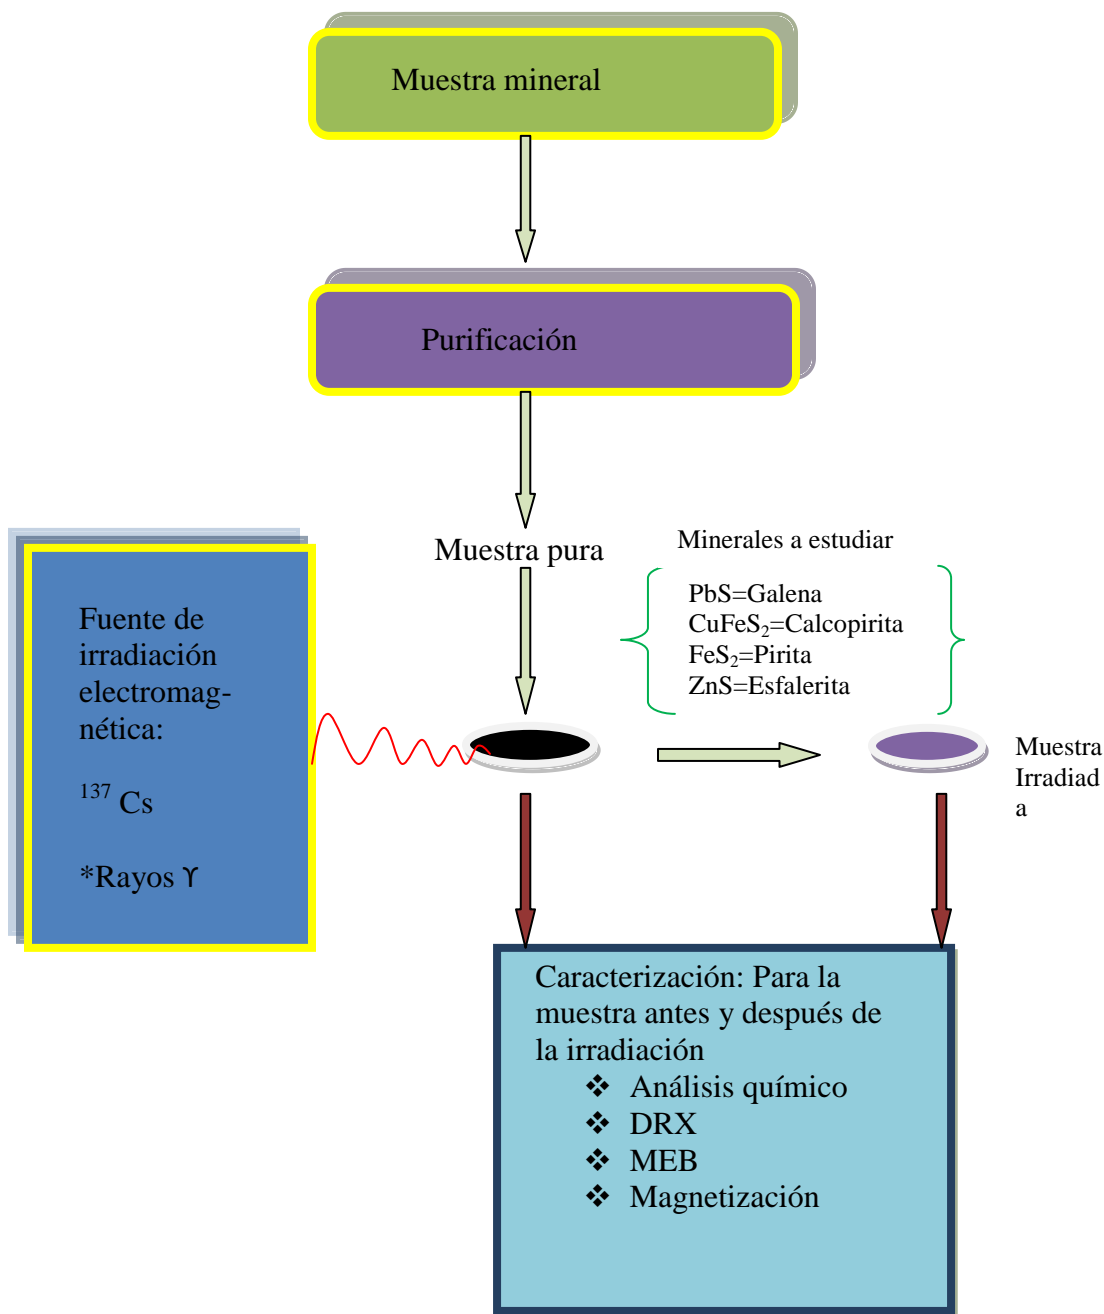 Muestra mineral
Purificación
Muestra pura
Minerales a estudiar
PbS=Galena
CuFeS₂=Calcopirita
FeS₂=Pirita
ZnS=Esfalerita
Fuente de
irradiación
electromag-
nética:
¹³⁷ Cs
*Rayos ϒ
Muestra
Irradiad
a
Caracterización: Para la
muestra antes y después de
la irradiación
❖ Análisis químico
❖ DRX
❖ MEB
❖ Magnetización